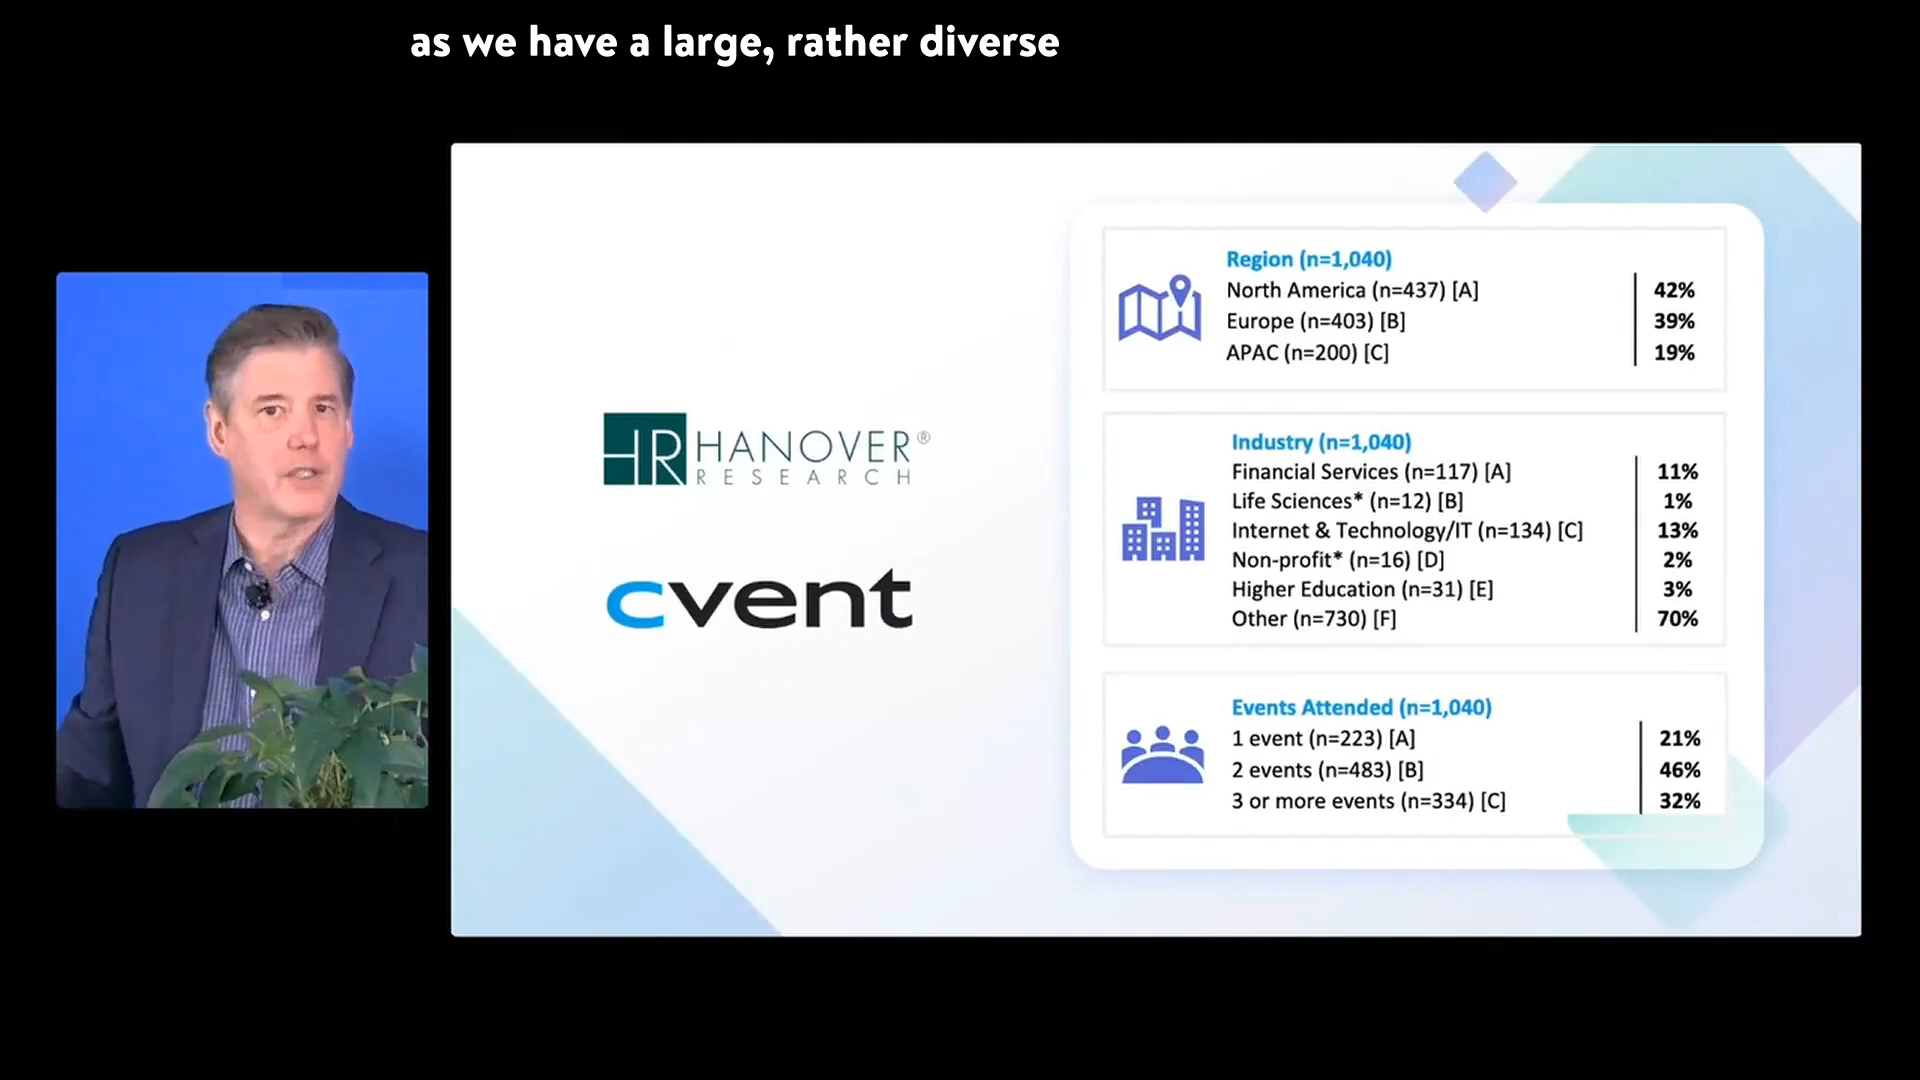 as we have a large, rather diverse
HR HANOVER®
RESEARCH
cvent
Region (n=1,040)
North America (n=437) [A] 42%
Europe (n=403) [B] 39%
APAC (n=200) [C] 19%
Industry (n=1,040)
Financial Services (n=117) [A] 11%
Life Sciences* (n=12) [B] 1%
Internet & Technology/IT (n=134) [C] 13%
Non-profit* (n=16) [D] 2%
Higher Education (n=31) [E] 3%
Other (n=730) [F] 70%
Events Attended (n=1,040)
1 event (n=223) [A] 21%
2 events (n=483) [B] 46%
3 or more events (n=334) [C] 32%